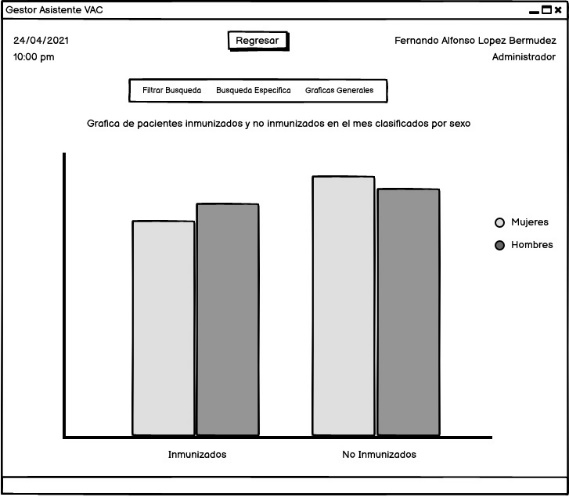 Gestor Asistente VAC
24/04/2021
Regresar
Fernando Alfonso Lopez Bermudez
10:00 pm
Administrador
Filtrar Busqueda Busqueda Especifica Graficas Generales
Grafica de pacientes inmunizados y no inmunizados en el mes clasificados por sexo
Mujeres
Hombres
Inmunizados
No Inmunizados